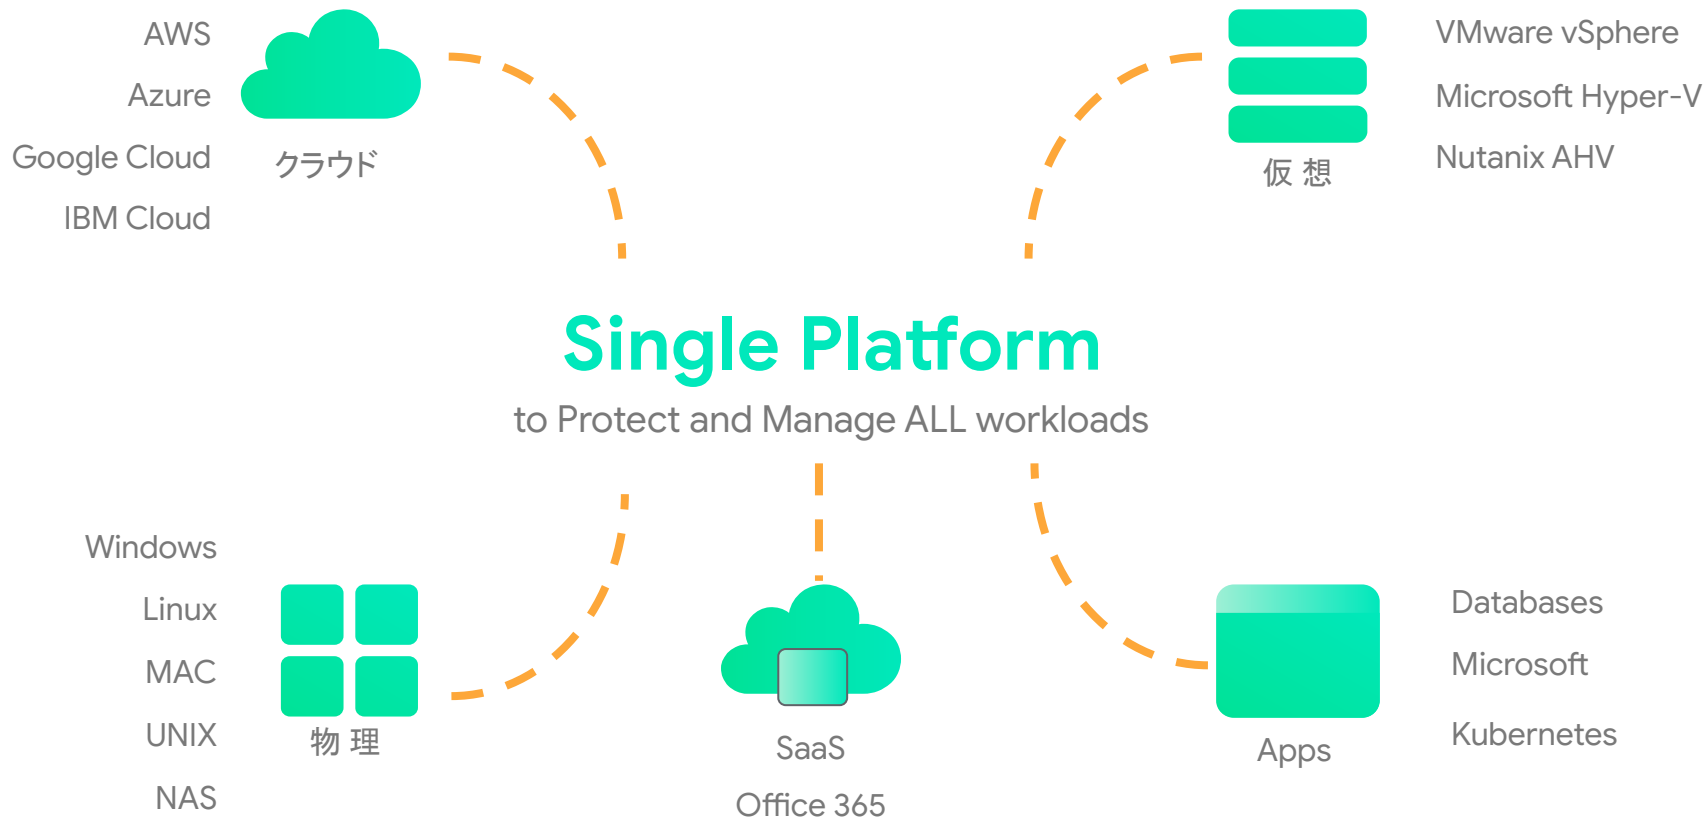 AWS
Azure
Google Cloud
IBM Cloud
クラウド
VMware vSphere
Microsoft Hyper-V
Nutanix AHV
仮想
Single Platform
to Protect and Manage ALL workloads
Windows
Linux
MAC
UNIX
NAS
物理
SaaS
Office 365
Apps
Databases
Microsoft
Kubernetes